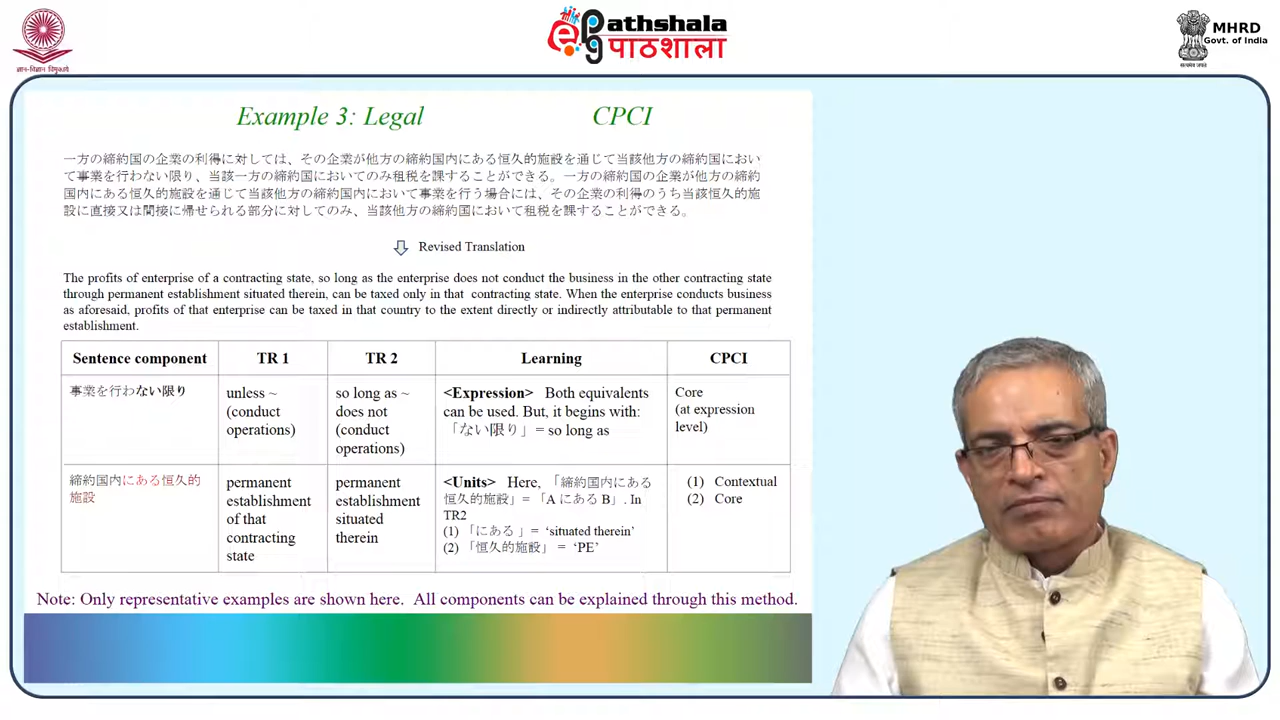 ज्ञान-विज्ञान विमुक्तये
ePathshala
पाठशाला
MHRD
Govt. of India
सत्यमेव जयते
Example 3: Legal CPCI
一方の締約国の企業の利得に対しては、その企業が他方の締約国内にある恒久的施設を通じて当該他方の締約国におい
て事業を行わない限り、当該一方の締約国においてのみ租税を課することができる。一方の締約国の企業が他方の締約
国内にある恒久的施設を通じて当該他方の締約国内において事業を行う場合には、その企業の利得のうち当該恒久的施
設に直接又は間接に帰せられる部分に対してのみ、当該他方の締約国において租税を課することができる。
Revised Translation
The profits of enterprise of a contracting state, so long as the enterprise does not conduct the business in the other contracting state
through permanent establishment situated therein, can be taxed only in that contracting state. When the enterprise conducts business
as aforesaid, profits of that enterprise can be taxed in that country to the extent directly or indirectly attributable to that permanent
establishment.
Sentence component TR 1 TR 2 Learning CPCI
事業を行わない限り
unless ~
(conduct
operations)
so long as ~
does not
(conduct
operations)
<Expression> Both equivalents
can be used. But, it begins with:
「ない限り」= so long as
Core
(at expression
level)
締約国内にある恒久的
施設
permanent
establishment
of that
contracting
state
permanent
establishment
situated
therein
<Units> Here, 「締約国内にある
恒久的施設」=「A にある B」. In
TR2
(1)「にある」= ‘situated therein’
(2)「恒久的施設」 = ‘PE’
(1) Contextual
(2) Core
Note: Only representative examples are shown here. All components can be explained through this method.